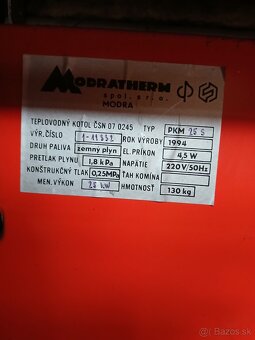 MODRATHERM
spol. s r.o.
MODRA
TEPLOVODNÝ KOTOL ČSN 07 0245 TYP PKM 25 S
VÝR. ČÍSLO ROK VÝROBY 1994
DRUH PALIVA zemný plyn EL. PRÍKON 4,5 W
PRETLAK PLYNU 1,8 kPa NAPÄTIE 220 V/50Hz
KONŠTRUKČNÝ TLAK 0,25MPa ŤAH KOMÍNA
MEN. VÝKON 25 kW HMOTNOSŤ 130 kg
© Bazos.sk